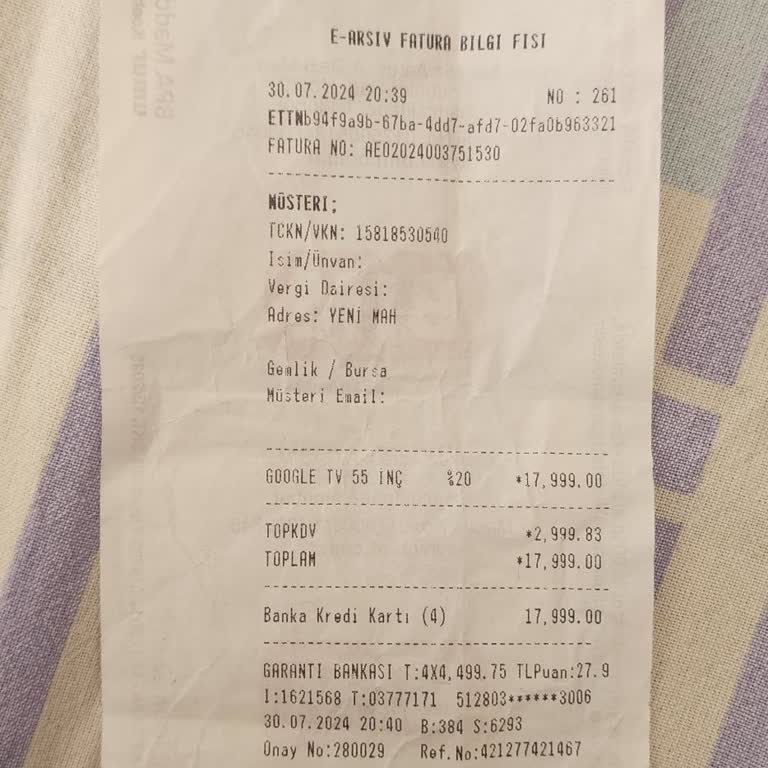 E-ARSIV FATURA BILGI FISI
30.07.2024 20:39 NO : 261
ETTNb94f9a9b-67ba-4dd7-afd7-02fa0b963321
FATURA NO: AEO2024003751530
MÜSTERI;
TCKN/VKN: 15818530540
Isim/Ünvan:
Vergi Dairesi:
Adres: YENİ MAH
Gemlik / Bursa
Müsteri Email:
GOOGLE TV 55 İNÇ %20 *17,999.00
TOPKDV *2,999.83
TOPLAM *17,999.00
Banka Kredi Kartı (4) 17,999.00
GARANTI BANKASI T:4X4,499.75 TLPuan:27.9
I:1621568 T:03777171 512803******3006
30.07.2024 20:40 B:384 S:6293
Onay No:280029 Ref.No:421277421467